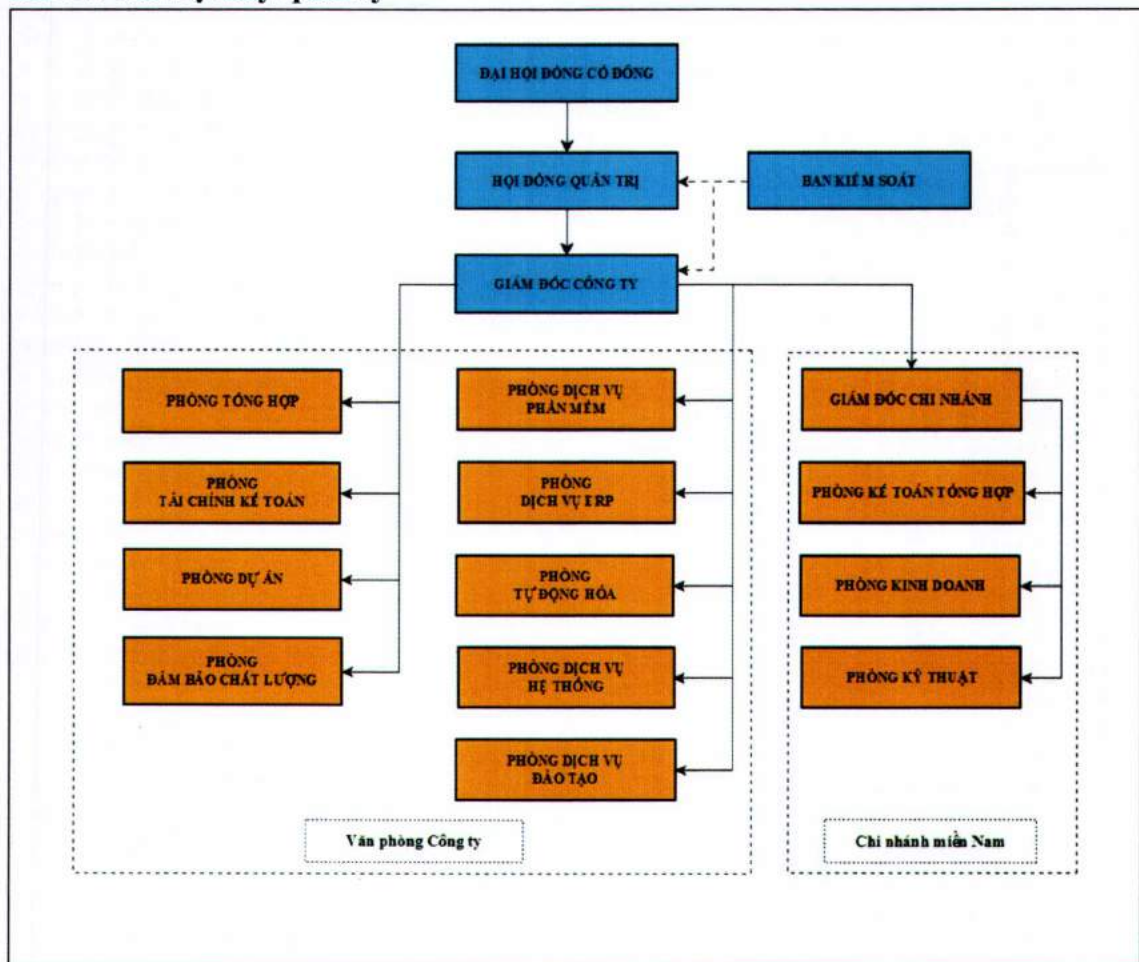 ĐẠI HỘI ĐỒNG CỔ ĐÔNG
HỘI ĐỒNG QUẢN TRỊ
BAN KIỂM SOÁT
GIÁM ĐỐC CÔNG TY
PHÒNG TỔNG HỢP
PHÒNG
TÀI CHÍNH KẾ TOÁN
PHÒNG DỰ ÁN
PHÒNG
ĐẢM BẢO CHẤT LƯỢNG
PHÒNG DỊCH VỤ
PHẦN MỀM
PHÒNG
DỊCH VỤ ERP
PHÒNG
TỰ ĐỘNG HÓA
PHÒNG DỊCH VỤ
HỆ THỐNG
PHÒNG DỊCH VỤ
ĐÀO TẠO
GIÁM ĐỐC CHI NHÁNH
PHÒNG KẾ TOÁN TỔNG HỢP
PHÒNG KINH DOANH
PHÒNG KỸ THUẬT
Văn phòng Công ty
Chi nhánh miền Nam